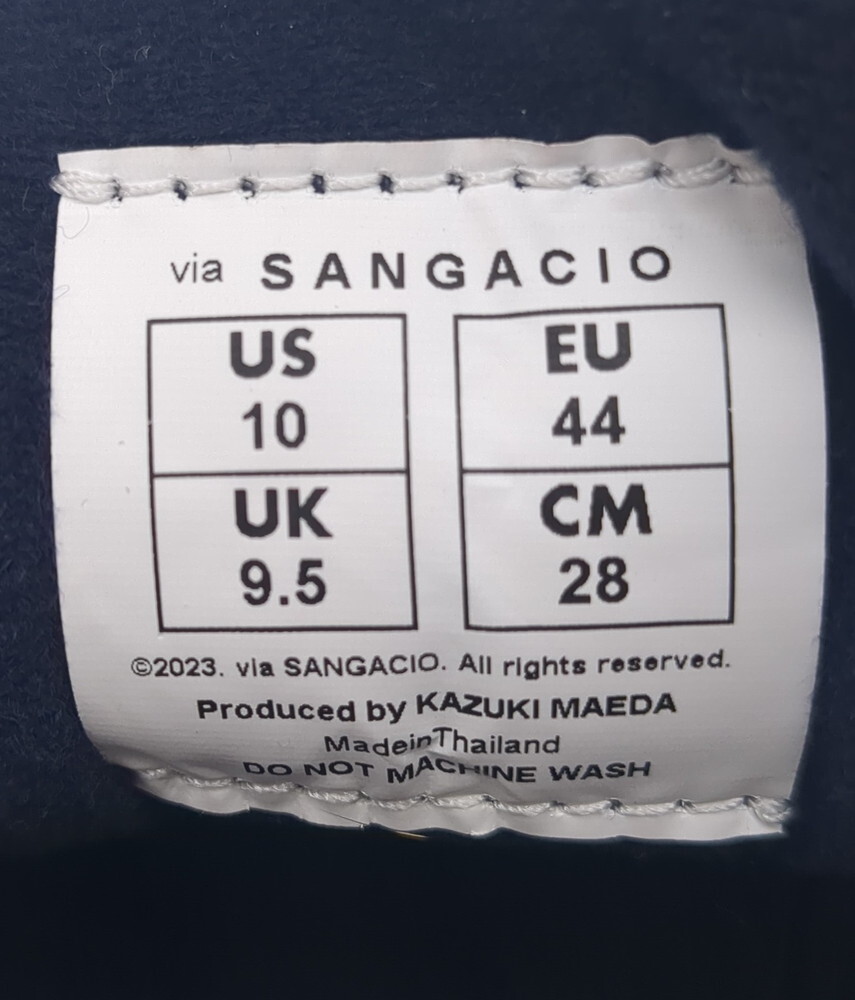 via SANGACIO
US
10
EU
44
UK
9.5
CM
28
©2023. via SANGACIO. All rights reserved.
Produced by KAZUKI MAEDA
MadeinThailand
DO NOT MACHINE WASH